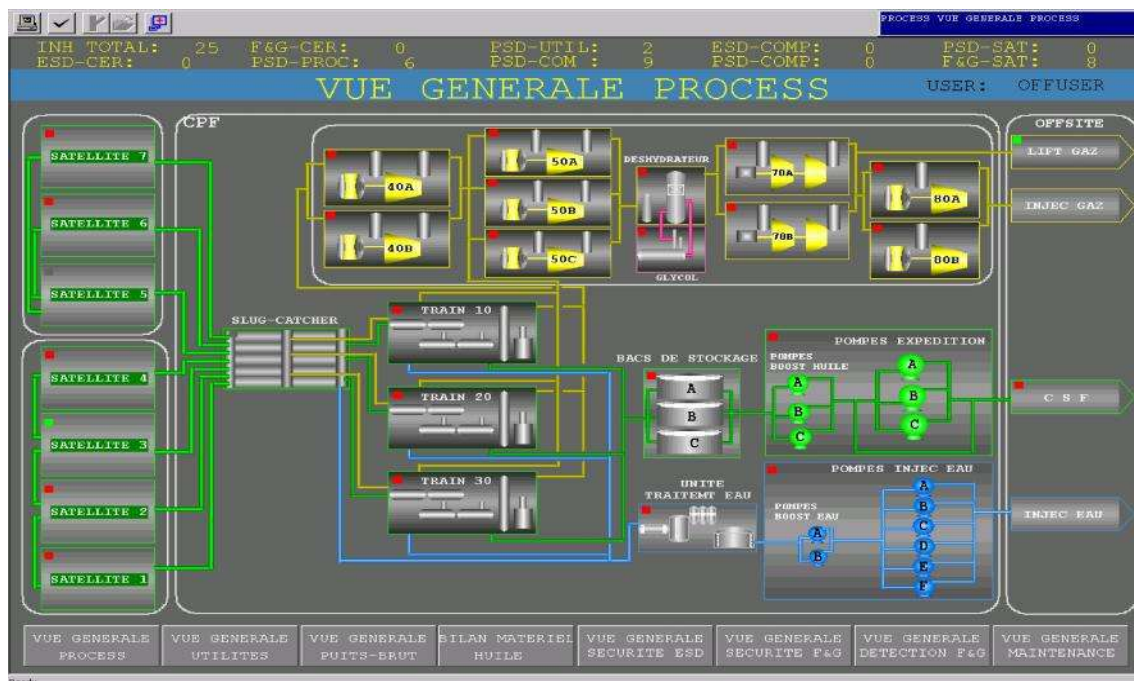 PROCESS VUE GENERALE PROCESS
INH TOTAL: 25 F&G-CER: 0 PSD-UTIL: 2 ESD-COMP: 0 PSD-SAT: 0
ESD-CER: 0 PSD-PROC: 6 PSD-COM : 9 PSD-COMP: 0 F&G-SAT: 8
VUE GENERALE PROCESS USER: OFFUSER
CPF
OFFSITE
SATELLITE 7
SATELLITE 6
SATELLITE 5
SATELLITE 4
SATELLITE 3
SATELLITE 2
SATELLITE 1
SLUG-CATCHER
40A
40B
50A
50B
50C
DESHYDRATEUR
GLYCOL
70A
70B
80A
80B
LIFT GAZ
INJEC GAZ
TRAIN 10
TRAIN 20
TRAIN 30
BACS DE STOCKAGE
A
B
C
POMPES EXPEDITION
POMPES
BOOST HUILE
A
B
C
A
B
C
C S F
UNITE
TRAITEMT EAU
POMPES INJEC EAU
POMPES
BOOST EAU
A
B
A
B
C
D
E
F
INJEC EAU
VUE GENERALE
PROCESS
VUE GENERALE
UTILITES
VUE GENERALE
PUITS-BRUT
BILAN MATERIEL
HUILE
VUE GENERALE
SECURITE ESD
VUE GENERALE
SECURITE F&G
VUE GENERALE
DETECTION F&G
VUE GENERALE
MAINTENANCE